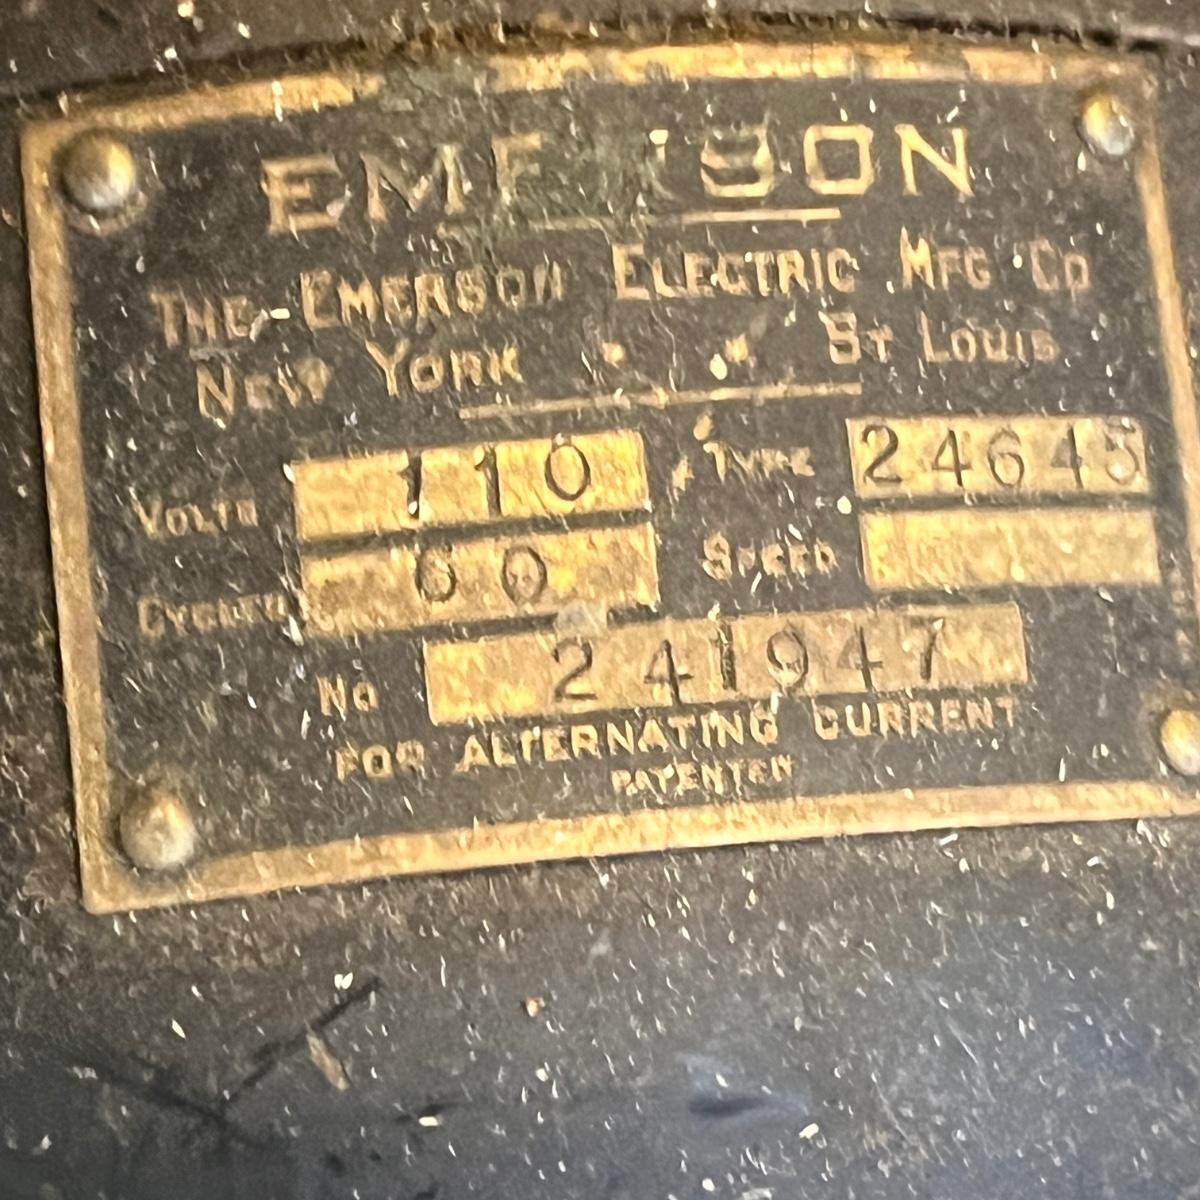 EMERSON
THE EMERSON ELECTRIC MFG CO
NEW YORK ST LOUIS
VOLTS 110 TYPE 24645
CYCLES 60 SPEED
No 241947
FOR ALTERNATING CURRENT
PATENTED